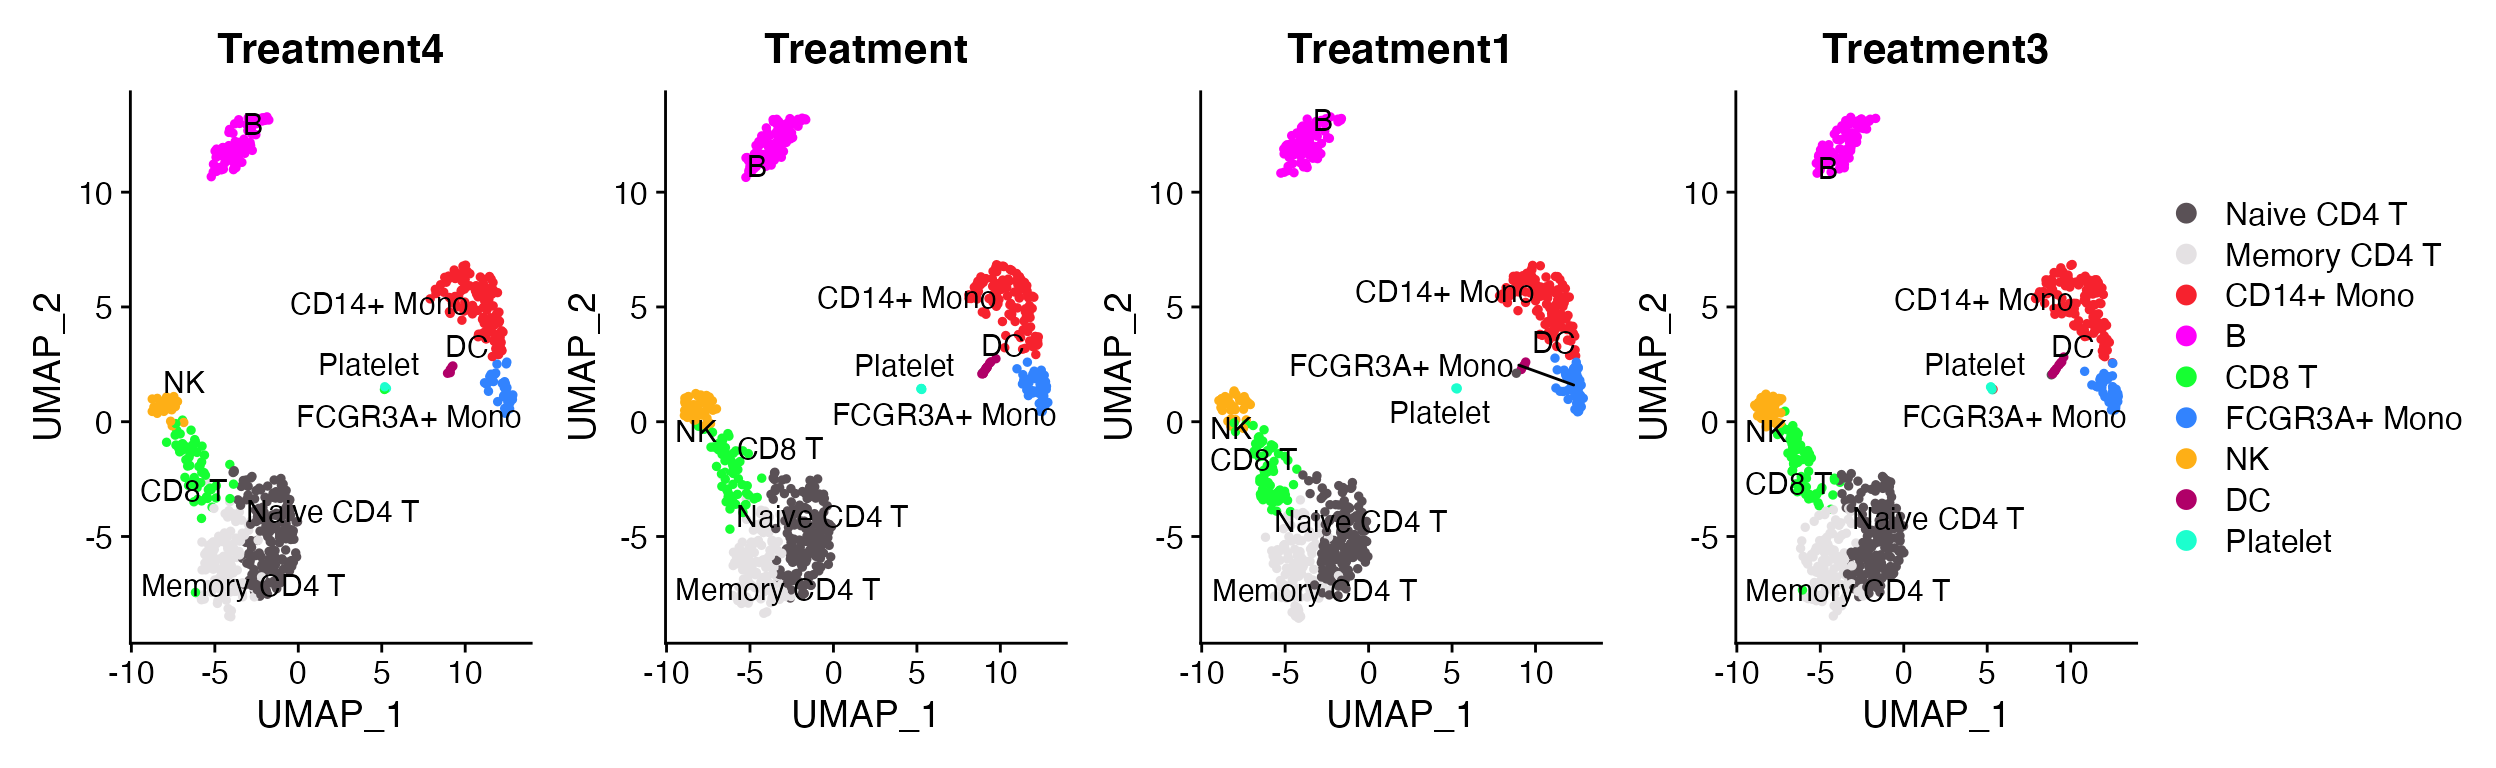 Treatment4
B
10
5
0
-5
CD14+ Mono
DC
Platelet
NK
FCGR3A+ Mono
CD8 T
Naive CD4 T
Memory CD4 T
-10
-5
0
5
10
UMAP_1
UMAP_2
Treatment
B
10
5
0
-5
CD14+ Mono
DC
Platelet
FCGR3A+ Mono
NK
CD8 T
Naive CD4 T
Memory CD4 T
-10
-5
0
5
10
UMAP_1
UMAP_2
Treatment1
B
10
5
0
-5
CD14+ Mono
DC
FCGR3A+ Mono
Platelet
NK
CD8 T
Naive CD4 T
Memory CD4 T
-10
-5
0
5
10
UMAP_1
UMAP_2
Treatment3
B
10
5
0
-5
CD14+ Mono
DC
Platelet
FCGR3A+ Mono
NK
CD8 T
Naive CD4 T
Memory CD4 T
-10
-5
0
5
10
UMAP_1
UMAP_2
Naive CD4 T
Memory CD4 T
CD14+ Mono
B
CD8 T
FCGR3A+ Mono
NK
DC
Platelet